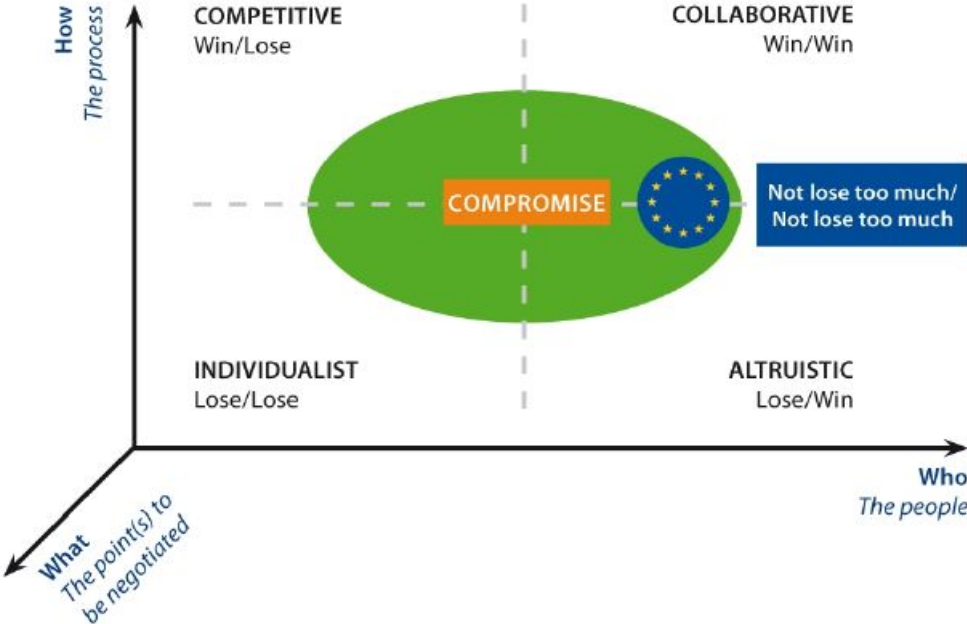 How
The process
COMPETITIVE
Win/Lose
COLLABORATIVE
Win/Win
COMPROMISE
Not lose too much/
Not lose too much
INDIVIDUALIST
Lose/Lose
ALTRUISTIC
Lose/Win
Who
The people
What
The point(s) to
be negotiated